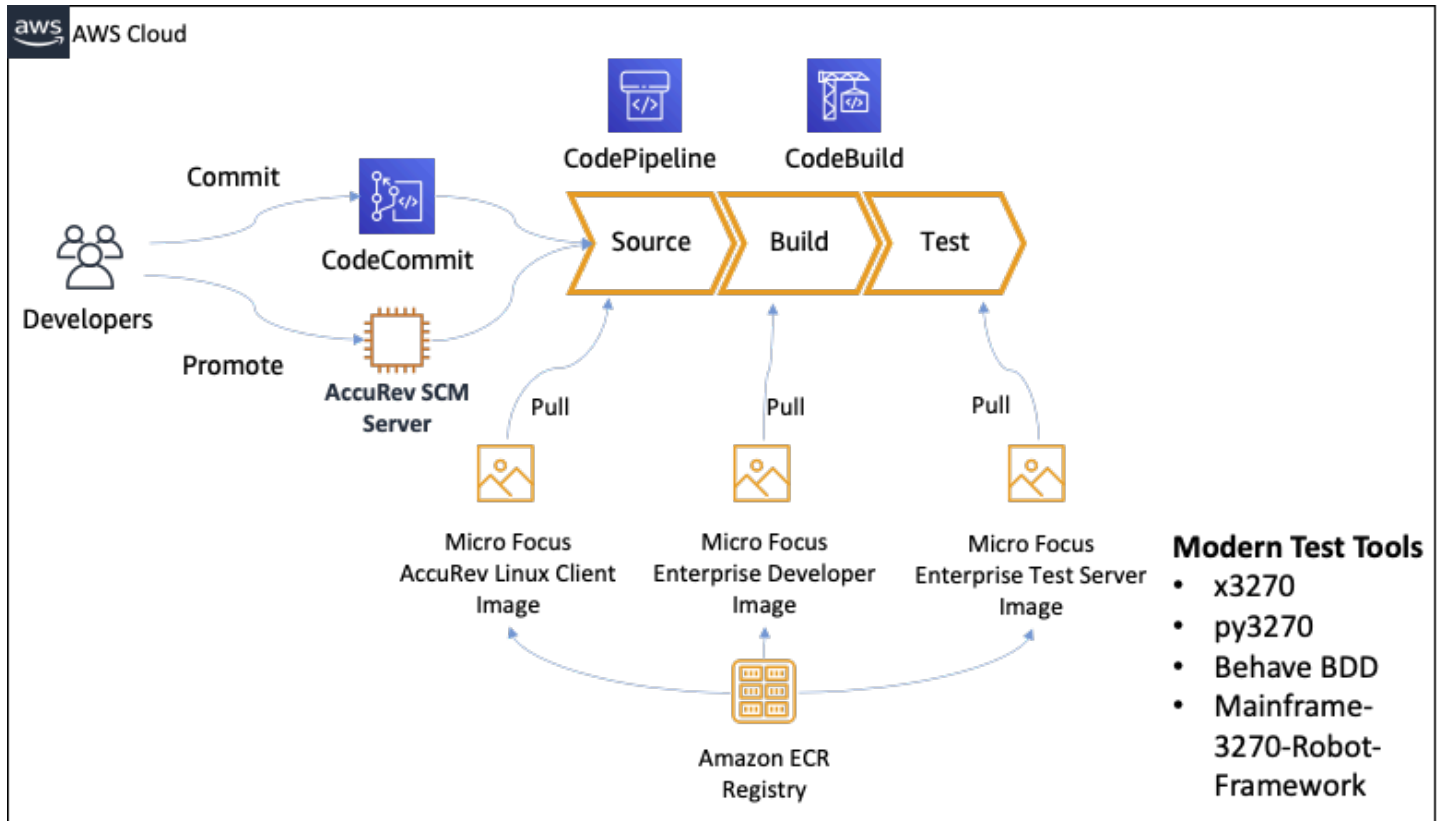 aws
AWS Cloud
CodePipeline
CodeBuild
Commit
CodeCommit
Source
Build
Test
Developers
Promote
AccuRev SCM
Server
Pull
Pull
Pull
Micro Focus
AccuRev Linux Client
Image
Micro Focus
Enterprise Developer
Image
Micro Focus
Enterprise Test Server
Image
Amazon ECR
Registry
Modern Test Tools
• x3270
• py3270
• Behave BDD
• Mainframe-
3270-Robot-
Framework